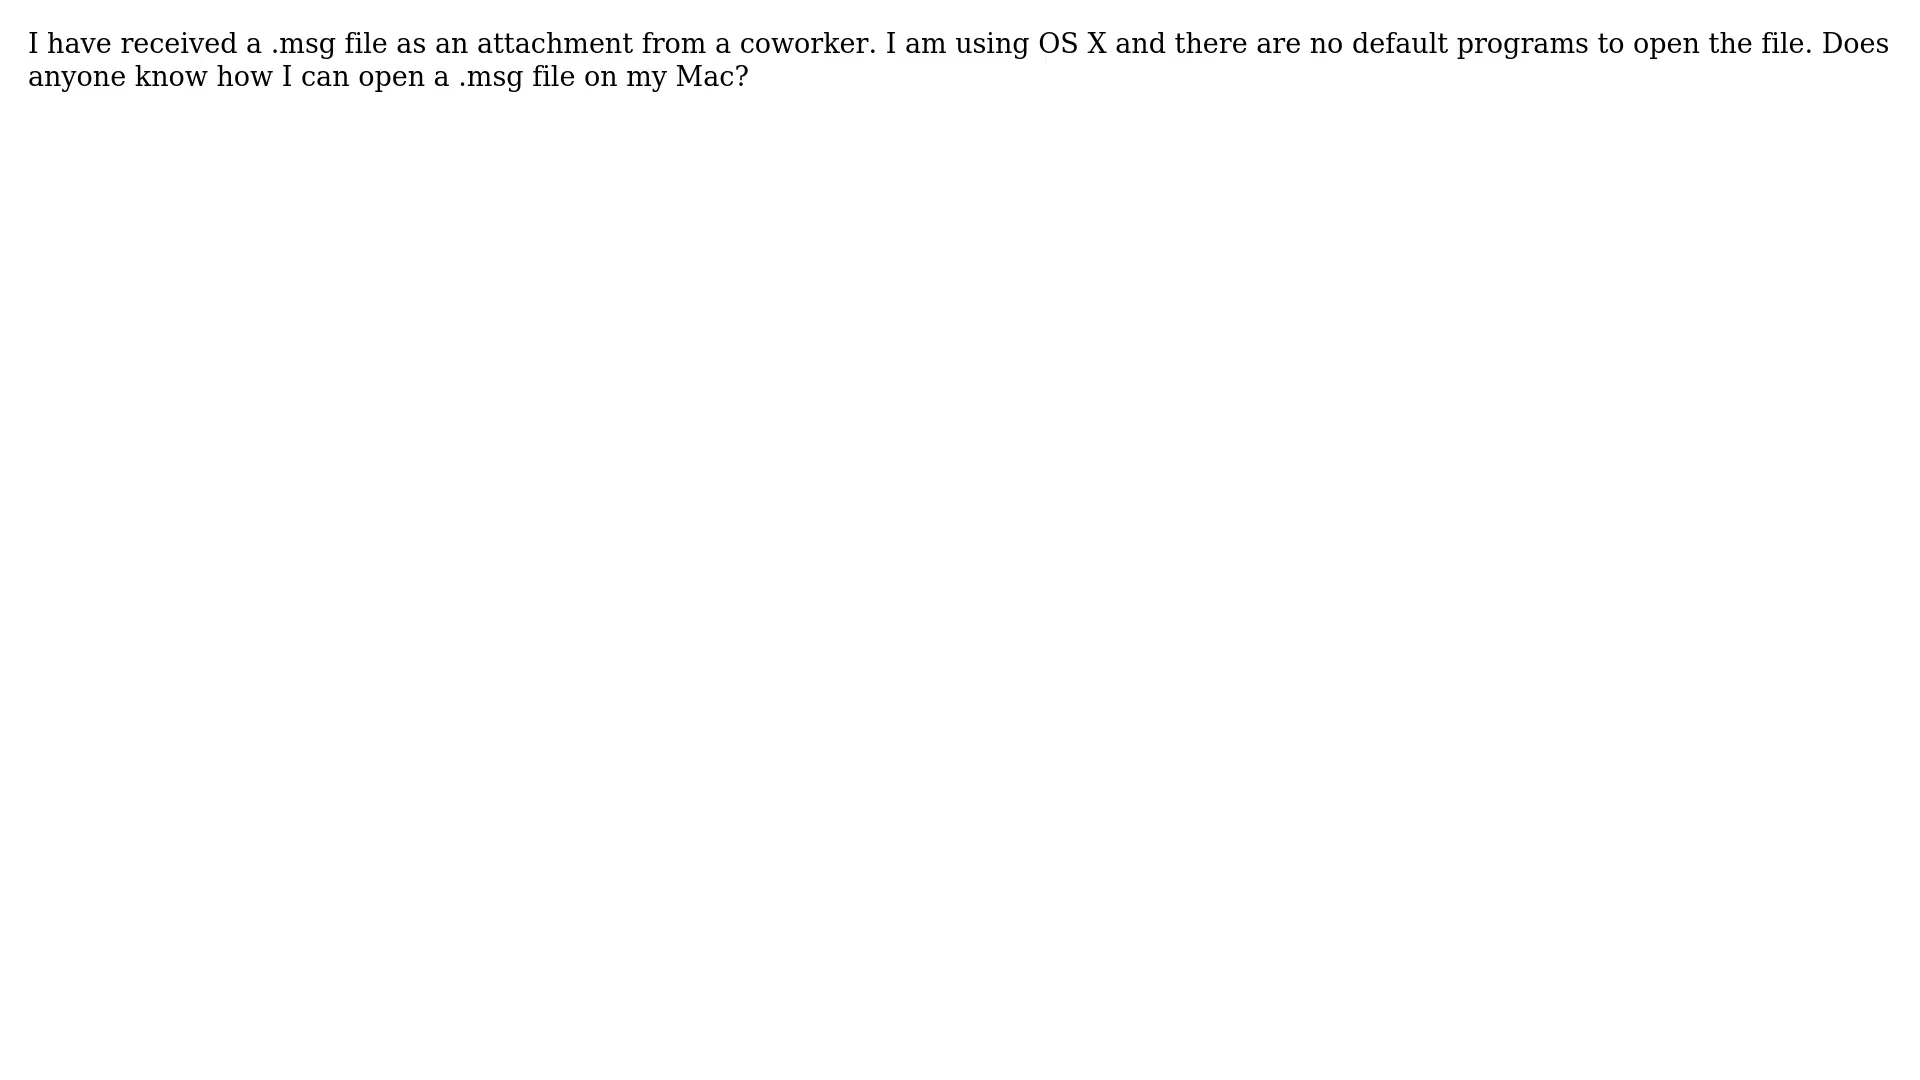 I have received a .msg file as an attachment from a coworker. I am using OS X and there are no default programs to open the file. Does
anyone know how I can open a .msg file on my Mac?